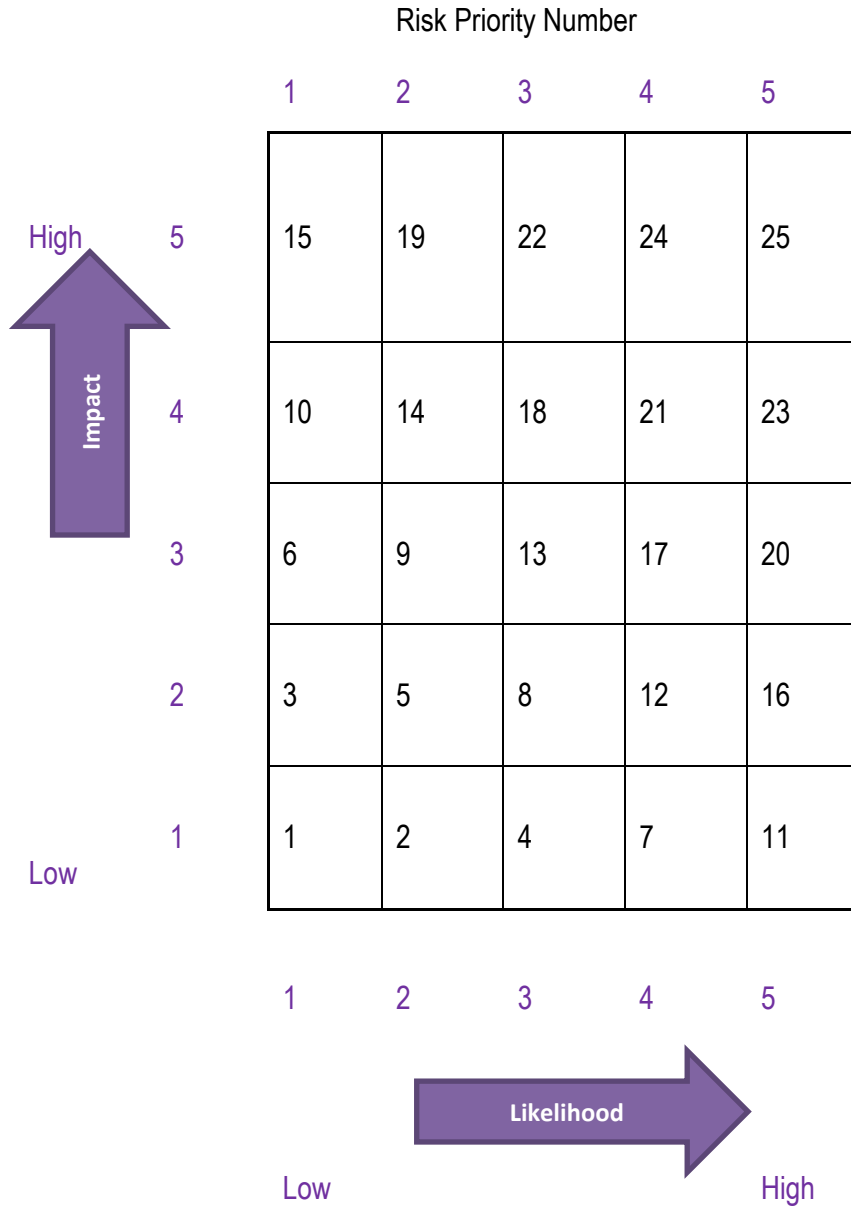 Risk Priority Number
1 2 3 4 5
High 5 15 19 22 24 25
Impact
4 10 14 18 21 23
3 6 9 13 17 20
2 3 5 8 12 16
1 1 2 4 7 11
Low
1 2 3 4 5
Likelihood
Low High